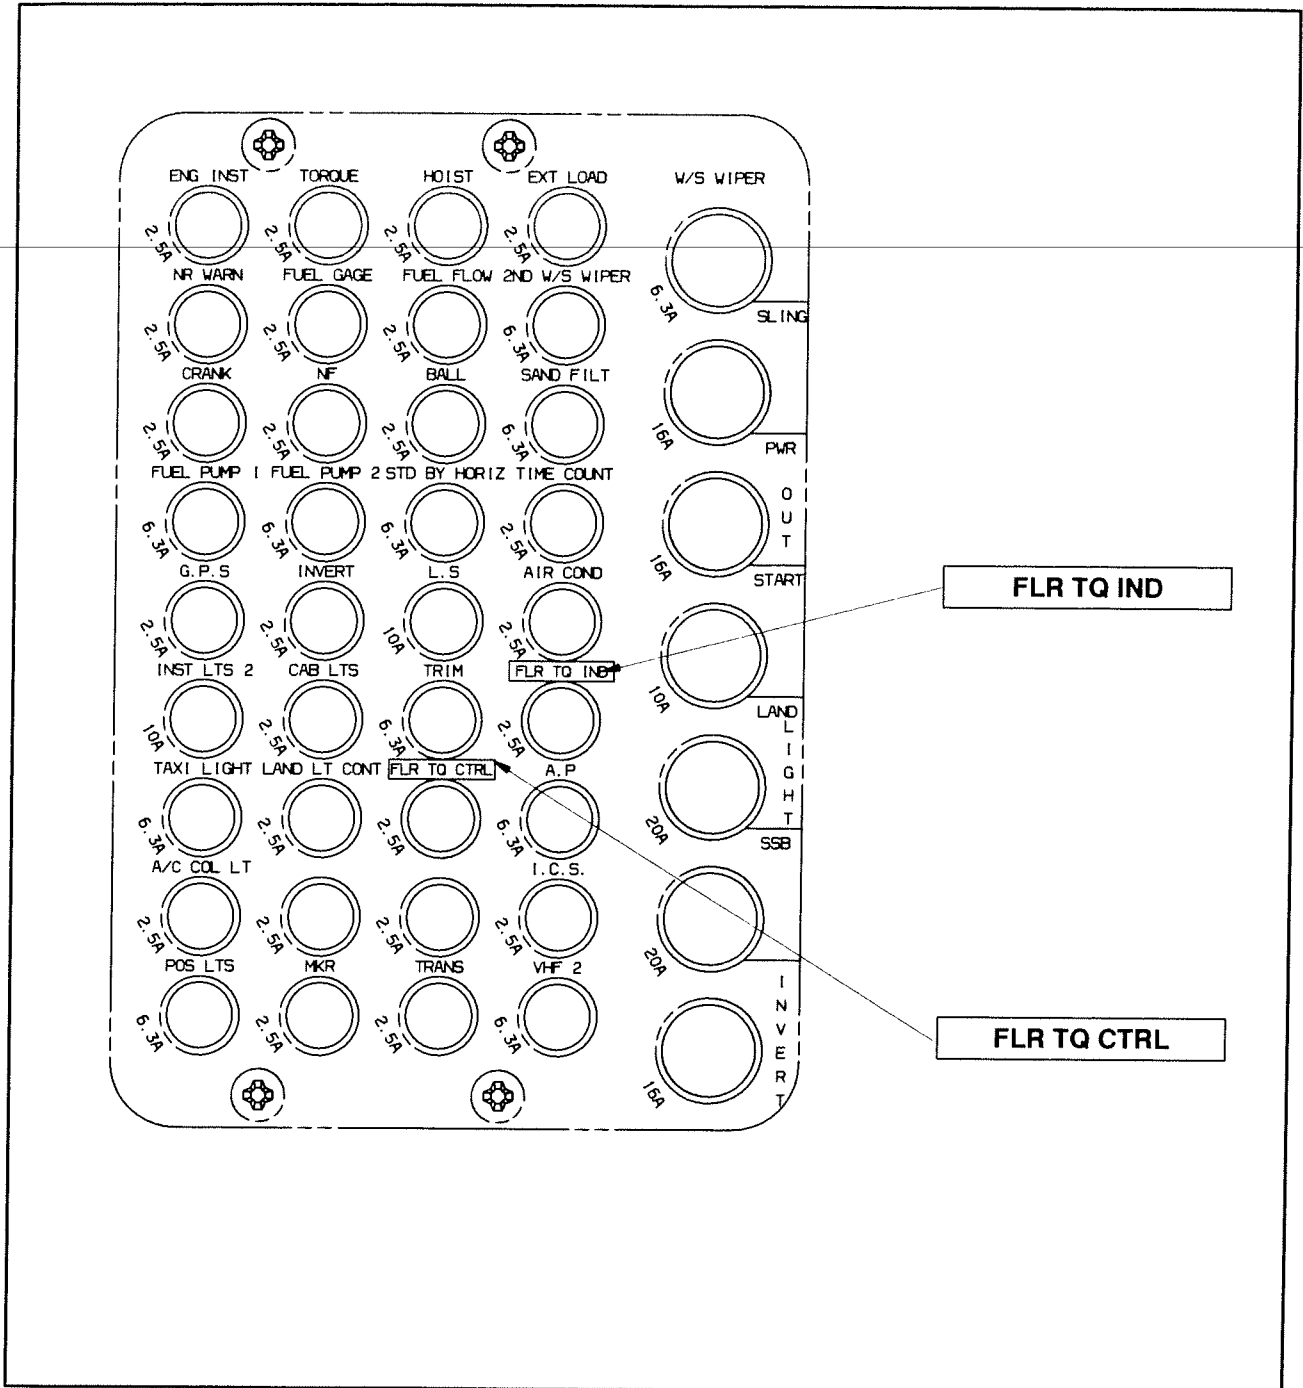 ENG INST TORQUE HOIST EXT LOAD W/S WIPER
2.5A 2.5A 2.5A 2.5A
NR WARN FUEL GAGE FUEL FLOW 2ND W/S WIPER
6.3A
SLING
2.5A 2.5A 2.5A 6.3A
CRANK NF BALL SAND FILT
2.5A 2.5A 2.5A 6.3A 16A
PWR
FUEL PUMP 1 FUEL PUMP 2 STD BY HORIZ TIME COUNT
OUT
6.3A 6.3A 6.3A 2.5A
16A
G.P.S INVERT L.S AIR COND START
FLR TQ IND
2.5A 2.5A 10A 2.5A
INST LTS 2 CAB LTS TRIM FLR TQ IND
10A
LAND
LIGHT
10A 2.5A 6.3A 2.5A
TAXI LIGHT LAND LT CONT FLR TQ CTRL A.P
6.3A 2.5A 2.5A 6.3A 20A
SSB
A/C COL LT I.C.S.
2.5A 2.5A 2.5A 2.5A
20A
POS LTS MKR TRANS VHF 2
INVERT
6.3A 2.5A 2.5A 6.3A
FLR TQ CTRL
16A